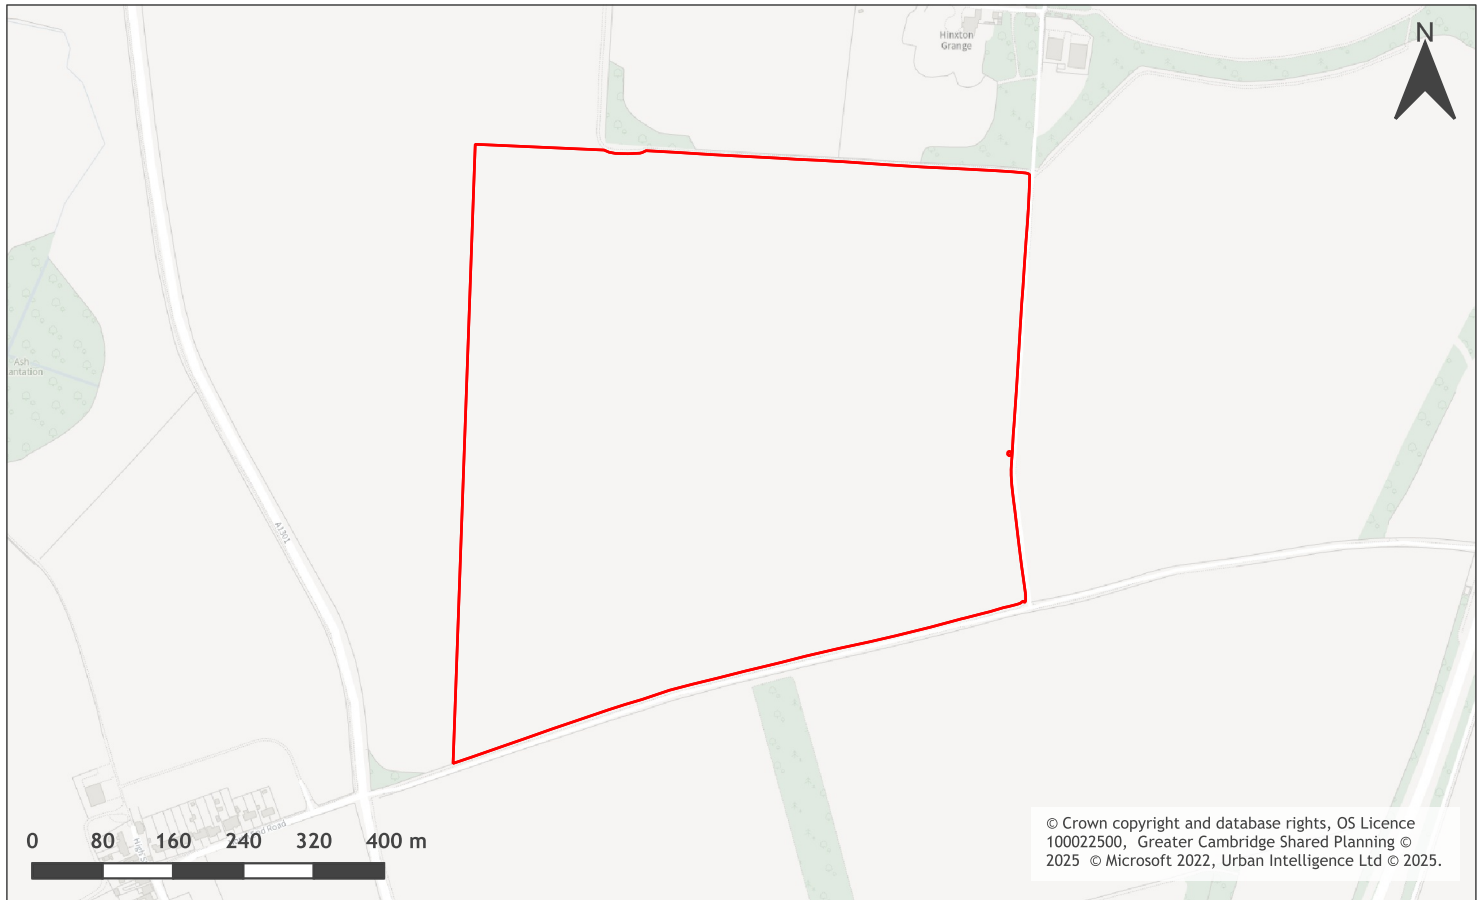 Hinxton
Grange
N
Ash
antation
A1301
Road
0 80 160 240 320 400 m
© Crown copyright and database rights, OS Licence
100022500, Greater Cambridge Shared Planning ©
2025 © Microsoft 2022, Urban Intelligence Ltd © 2025.